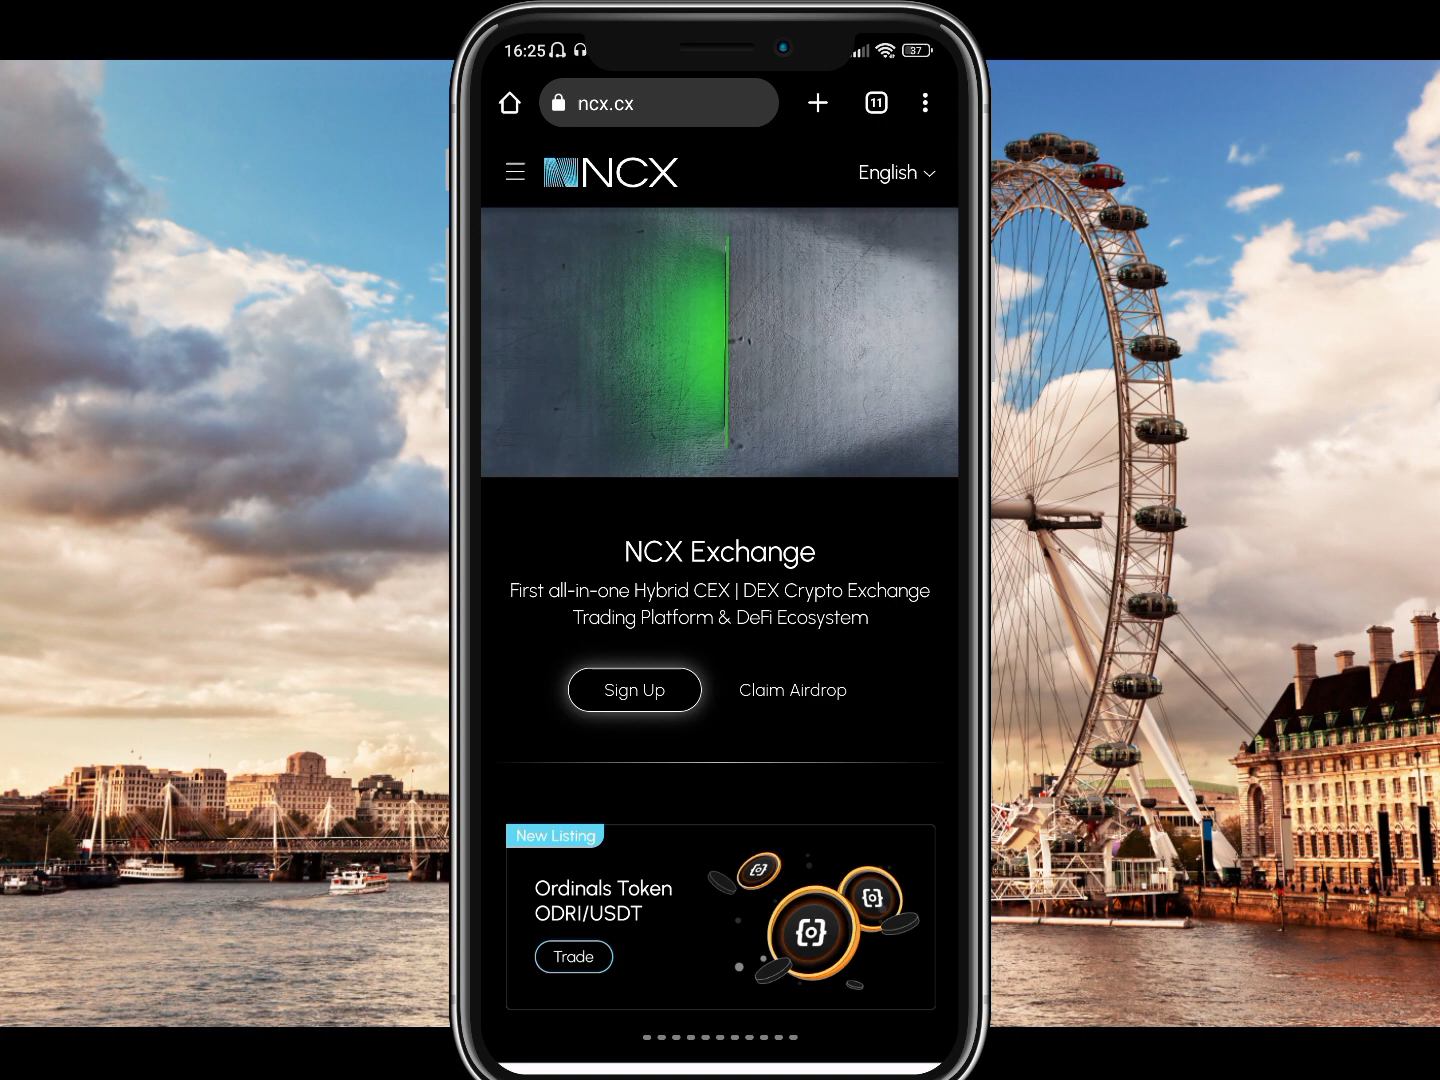 16:25
37
ncx.cx
11
NCX
English
NCX Exchange
First all-in-one Hybrid CEX | DEX Crypto Exchange
Trading Platform & DeFi Ecosystem
Sign Up
Claim Airdrop
New Listing
Ordinals Token
ODRI/USDT
Trade